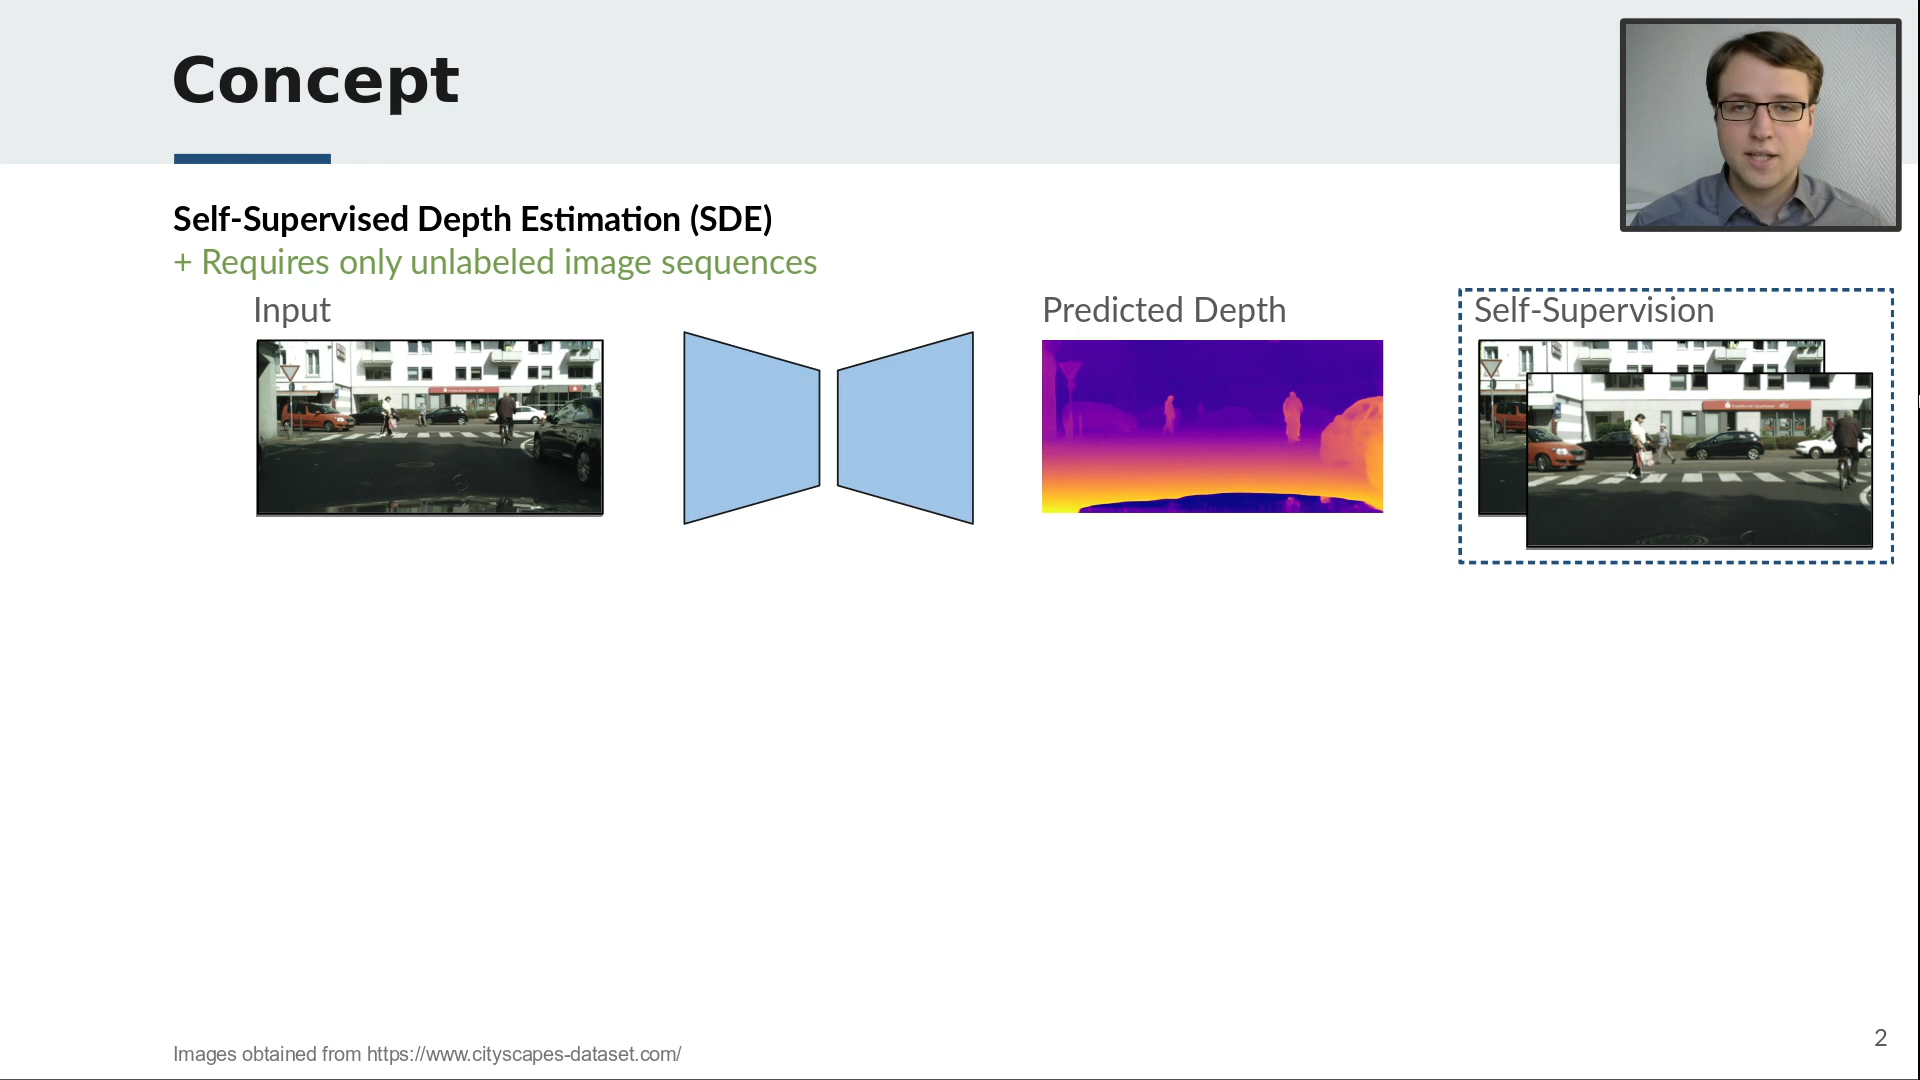 Concept
Self-Supervised Depth Estimation (SDE)
+ Requires only unlabeled image sequences
Input
Predicted Depth
Self-Supervision
Images obtained from https://www.cityscapes-dataset.com/
2